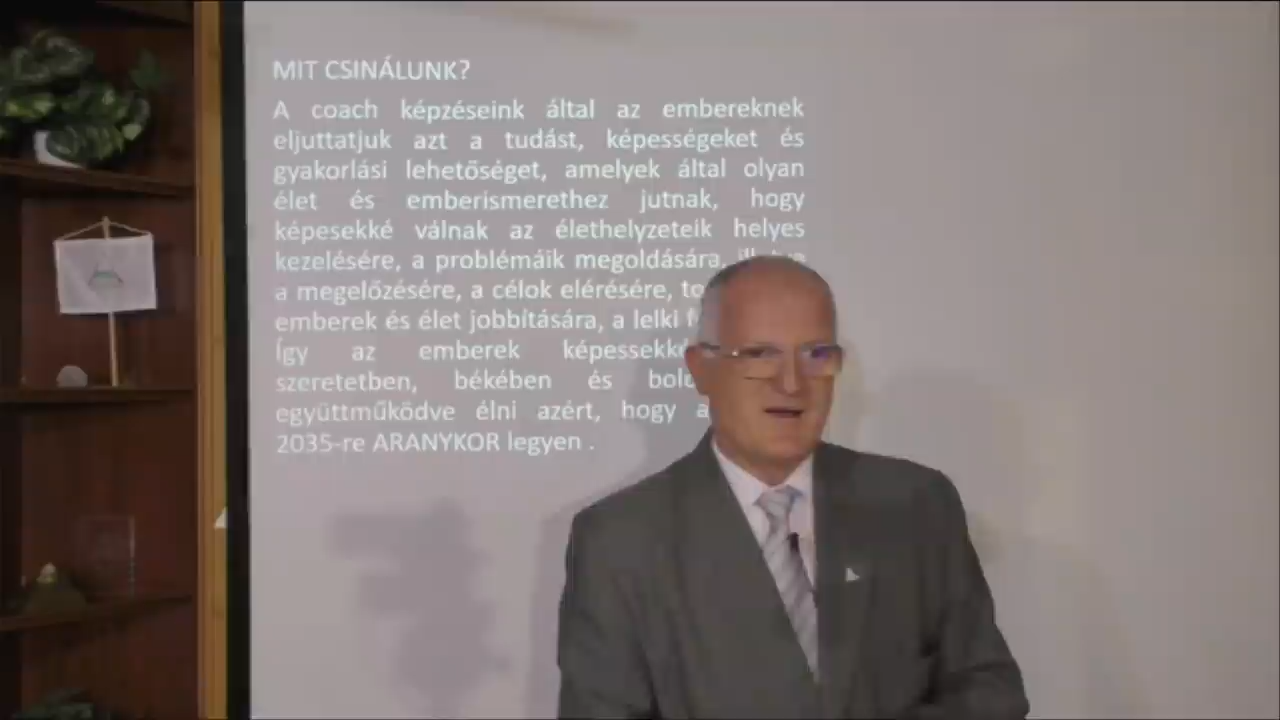 MIT CSINÁLUNK?
A coach képzéseink által az embereknek
eljuttatjuk azt a tudást, képességeket és
gyakorlási lehetőséget, amelyek által olyan
élet és emberismerethez jutnak, hogy
képesekké válnak az élethelyzeteik helyes
kezelésére, a problémáik megoldására,
a megelőzésére, a célok elérésére,
emberek és élet jobbítására, a lelki
Így az emberek
szeretetben, békében és
együttműködve élni azért, hogy
2035-re ARANYKOR legyen .